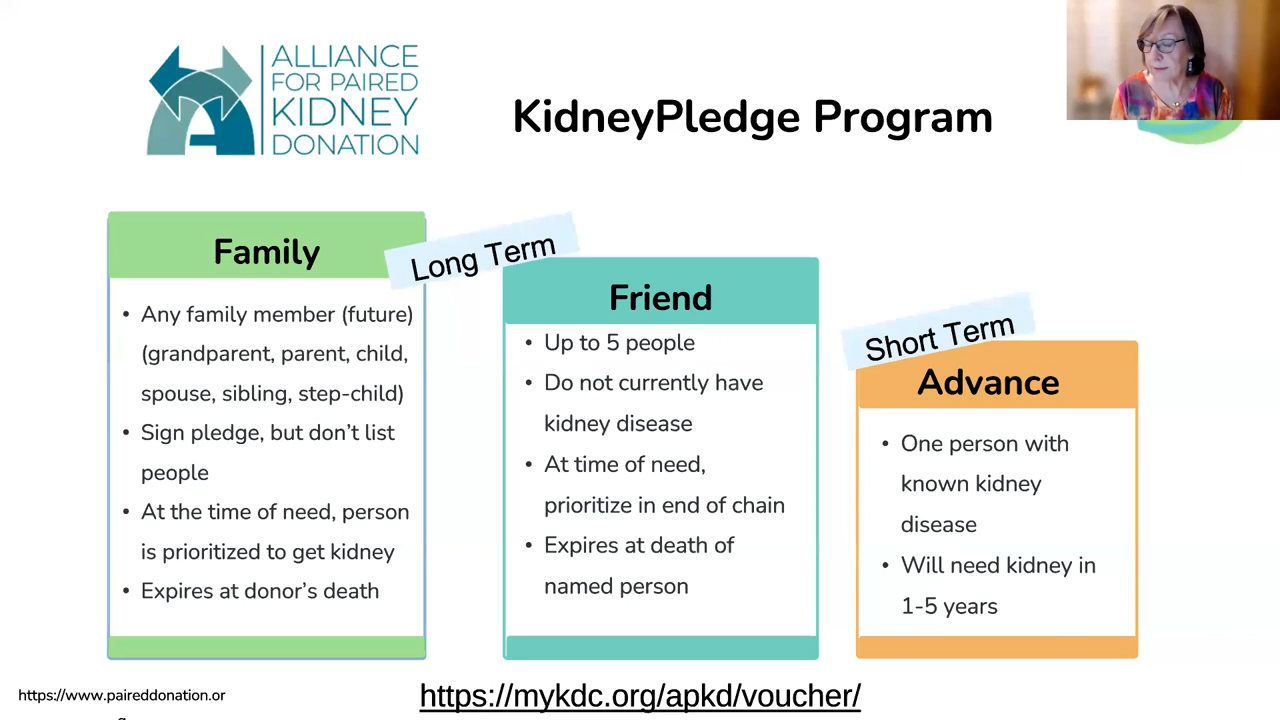 ALLIANCE
FOR PAIRED
KIDNEY
DONATION
KidneyPledge Program
Family
• Any family member (future)
(grandparent, parent, child,
spouse, sibling, step-child)
• Sign pledge, but don't list
people
• At the time of need, person
is prioritized to get kidney
• Expires at donor's death
Long Term
Friend
• Up to 5 people
• Do not currently have
kidney disease
• At time of need,
prioritize in end of chain
• Expires at death of
named person
Short Term
Advance
• One person with
known kidney
disease
• Will need kidney in
1-5 years
https://www.paireddonation.or
https://mykdc.org/apkd/voucher/